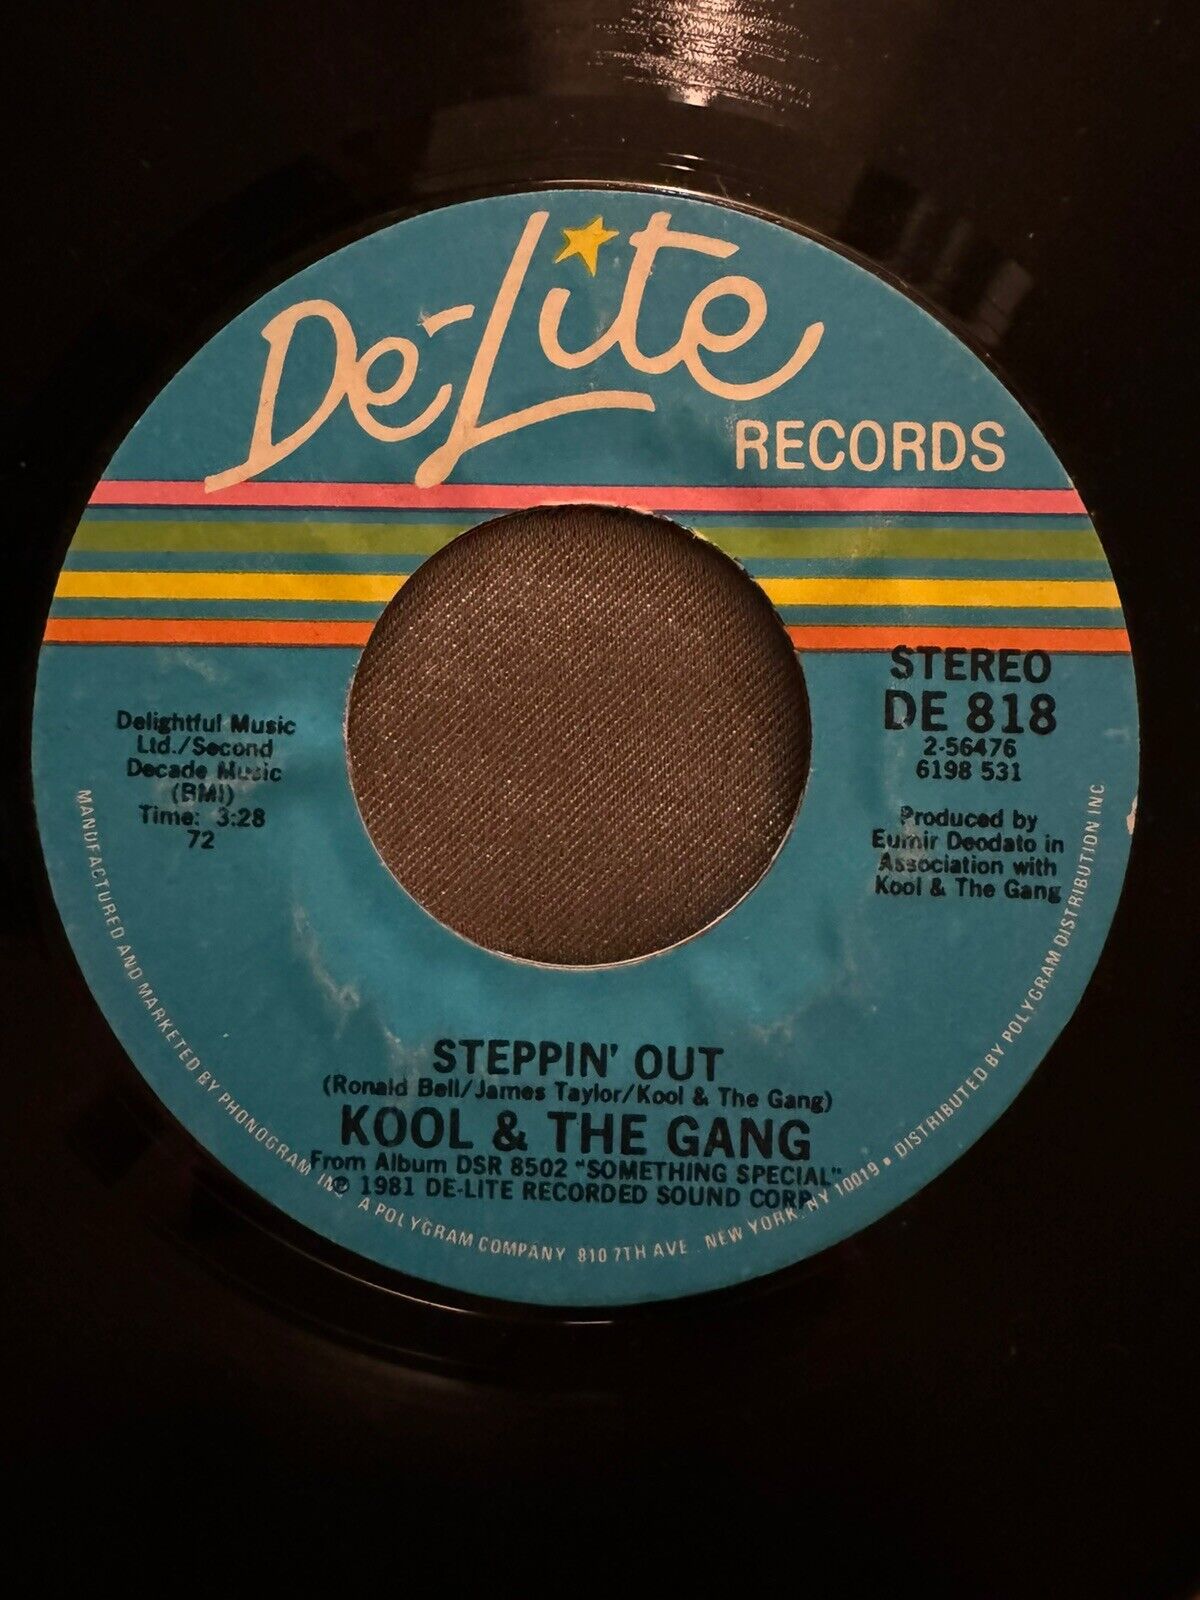 De-Lite
RECORDS
STEREO
DE 818
2-56476
6198 531
Delightful Music
Ltd./Second
Decade Music
(BMI)
Time: 3:28
72
Produced by
Eumir Deodato in
Association with
Kool & The Gang
STEPPIN' OUT
(Ronald Bell/James Taylor/Kool & The Gang)
KOOL & THE GANG
From Album DSR 8502 "SOMETHING SPECIAL"
℗ 1981 DE-LITE RECORDED SOUND CORP.
MANUFACTURED AND MARKETED BY PHONOGRAM INC. A POLYGRAM COMPANY 810 7TH AVE. NEW YORK, NY 10019 • DISTRIBUTED BY POLYGRAM DISTRIBUTION INC